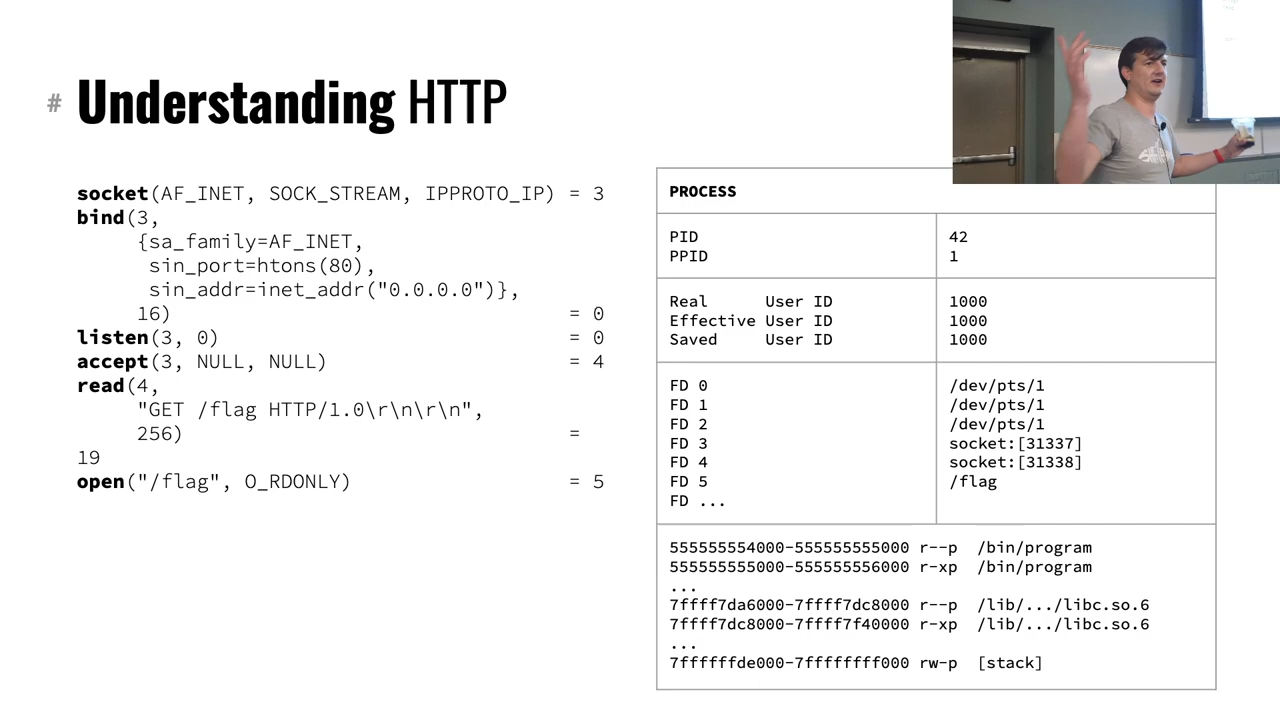 # Understanding HTTP
socket(AF_INET, SOCK_STREAM, IPPROTO_IP) = 3
bind(3,
{sa_family=AF_INET,
sin_port=htons(80),
sin_addr=inet_addr("0.0.0.0")},
16) = 0
listen(3, 0) = 0
accept(3, NULL, NULL) = 4
read(4,
"GET /flag HTTP/1.0\r\n\r\n",
256) =
19
open("/flag", O_RDONLY) = 5
PROCESS
PID 42
PPID 1
Real User ID 1000
Effective User ID 1000
Saved User ID 1000
FD 0 /dev/pts/1
FD 1 /dev/pts/1
FD 2 /dev/pts/1
FD 3 socket:[31337]
FD 4 socket:[31338]
FD 5 /flag
FD ...
555555554000-555555555000 r--p /bin/program
555555555000-555555556000 r-xp /bin/program
...
7ffff7da6000-7ffff7dc8000 r--p /lib/.../libc.so.6
7ffff7dc8000-7ffff7f40000 r-xp /lib/.../libc.so.6
...
7ffffffde000-7ffffffff000 rw-p [stack]